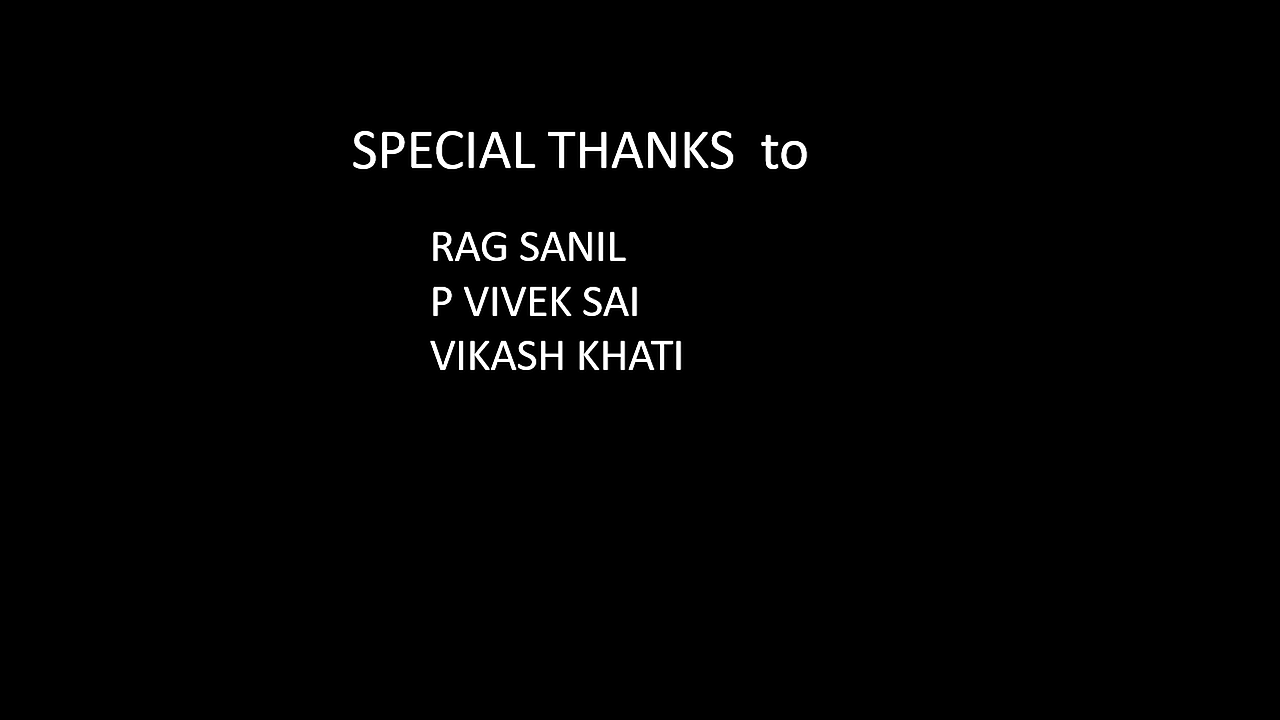 SPECIAL THANKS  to
RAG SANIL
P VIVEK SAI
VIKASH KHATI